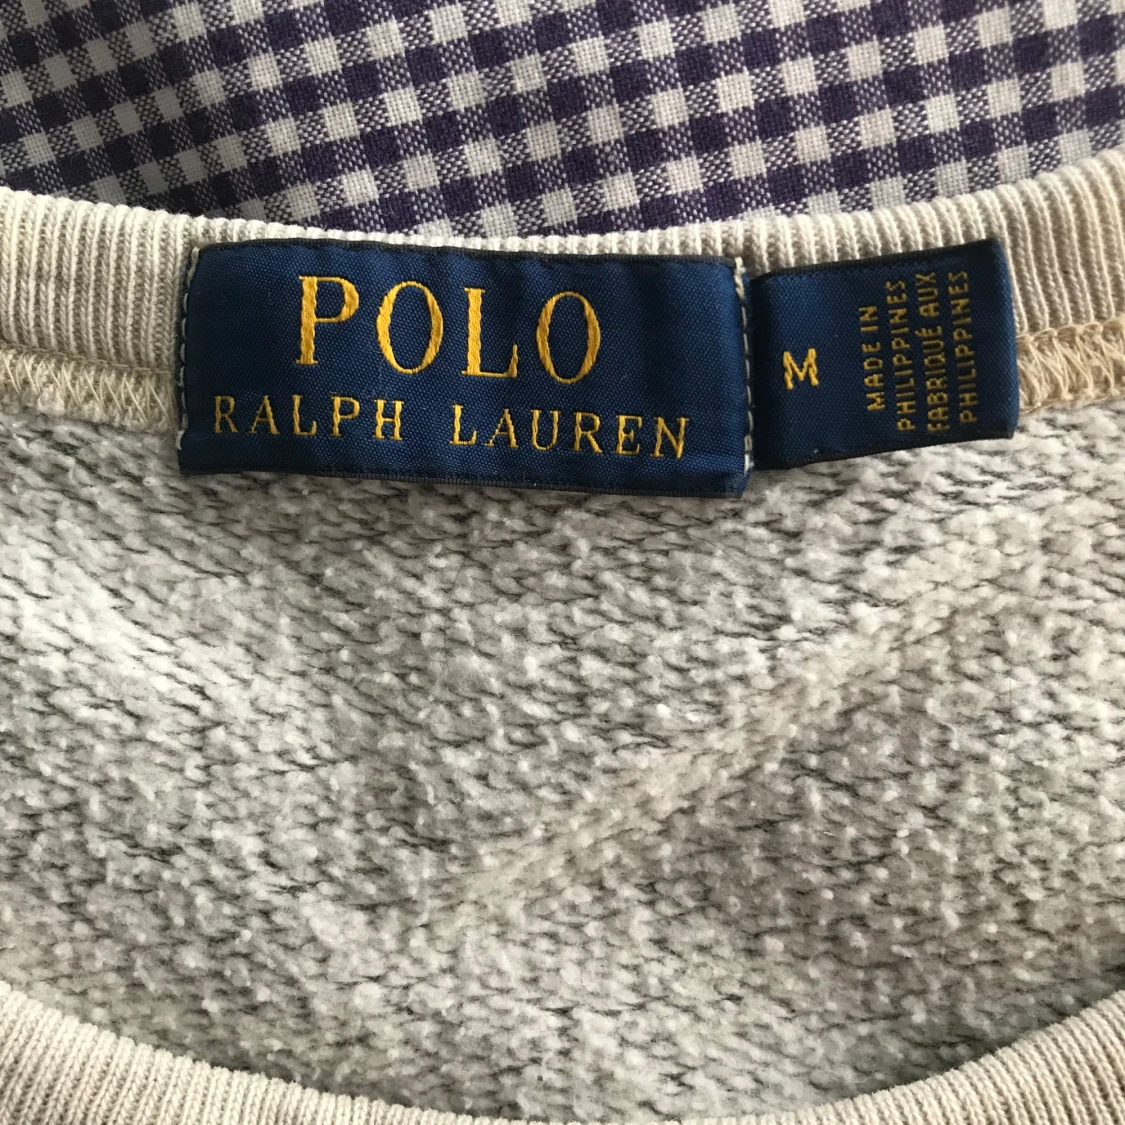 POLO
RALPH LAUREN
M
MADE IN
PHILIPPINES
FABRIQUÉ AUX
PHILIPPINES